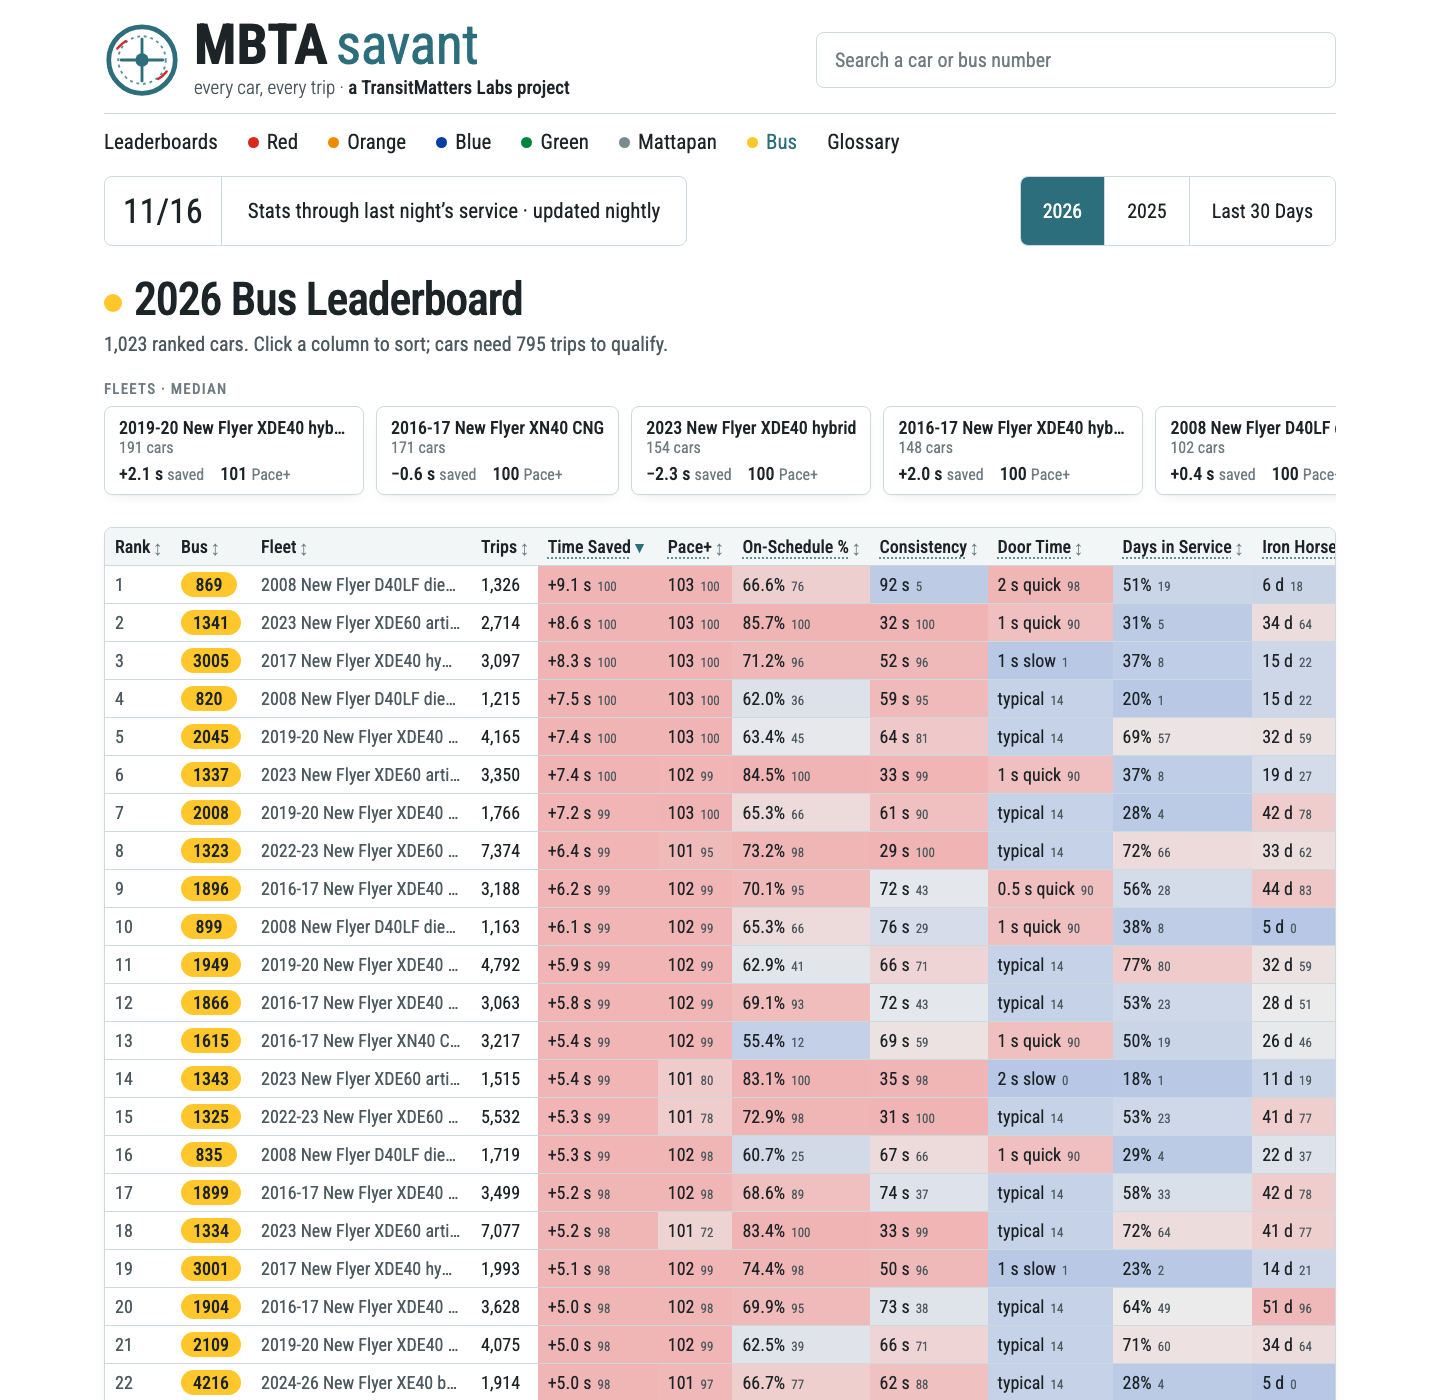 MBTA savant
every car, every trip · a TransitMatters Labs project
Search a car or bus number
Leaderboards Red Orange Blue Green Mattapan Bus Glossary
11/16 Stats through last night’s service · updated nightly 2026 2025 Last 30 Days
2026 Bus Leaderboard
1,023 ranked cars. Click a column to sort; cars need 795 trips to qualify.
FLEETS · MEDIAN
2019-20 New Flyer XDE40 hyb... 2016-17 New Flyer XN40 CNG 2023 New Flyer XDE40 hybrid 2016-17 New Flyer XDE40 hyb... 2008 New Flyer D40LF
191 cars 171 cars 154 cars 148 cars 102 cars
+2.1 s saved 101 Pace+ −0.6 s saved 100 Pace+ −2.3 s saved 100 Pace+ +2.0 s saved 100 Pace+ +0.4 s saved 100 Pace+
Rank ↕ Bus ↕ Fleet ↕ Trips ↕ Time Saved ▼ Pace+ ↕ On-Schedule % ↕ Consistency ↕ Door Time ↕ Days in Service ↕ Iron Horse
1 869 2008 New Flyer D40LF die... 1,326 +9.1 s 100 103 100 66.6% 76 92 s 5 2 s quick 98 51% 19 6 d 18
2 1341 2023 New Flyer XDE60 arti... 2,714 +8.6 s 100 103 100 85.7% 100 32 s 100 1 s quick 90 31% 5 34 d 64
3 3005 2017 New Flyer XDE40 hy... 3,097 +8.3 s 100 103 100 71.2% 96 52 s 96 1 s slow 1 37% 8 15 d 22
4 820 2008 New Flyer D40LF die... 1,215 +7.5 s 100 103 100 62.0% 36 59 s 95 typical 14 20% 1 15 d 22
5 2045 2019-20 New Flyer XDE40 ... 4,165 +7.4 s 100 103 100 63.4% 45 64 s 81 typical 14 69% 57 32 d 59
6 1337 2023 New Flyer XDE60 arti... 3,350 +7.4 s 100 102 99 84.5% 100 33 s 99 1 s quick 90 37% 8 19 d 27
7 2008 2019-20 New Flyer XDE40 ... 1,766 +7.2 s 99 103 100 65.3% 66 61 s 90 typical 14 28% 4 42 d 78
8 1323 2022-23 New Flyer XDE60 ... 7,374 +6.4 s 99 101 95 73.2% 98 29 s 100 typical 14 72% 66 33 d 62
9 1896 2016-17 New Flyer XDE40 ... 3,188 +6.2 s 99 102 99 70.1% 95 72 s 43 0.5 s quick 90 56% 28 44 d 83
10 899 2008 New Flyer D40LF die... 1,163 +6.1 s 99 102 99 65.3% 66 76 s 29 1 s quick 90 38% 8 5 d 0
11 1949 2019-20 New Flyer XDE40 ... 4,792 +5.9 s 99 102 99 62.9% 41 66 s 71 typical 14 77% 80 32 d 59
12 1866 2016-17 New Flyer XDE40 ... 3,063 +5.8 s 99 102 99 69.1% 93 72 s 43 typical 14 53% 23 28 d 51
13 1615 2016-17 New Flyer XN40 C... 3,217 +5.4 s 99 102 99 55.4% 12 69 s 59 1 s quick 90 50% 19 26 d 46
14 1343 2023 New Flyer XDE60 arti... 1,515 +5.4 s 99 101 80 83.1% 100 35 s 98 2 s slow 0 18% 1 11 d 19
15 1325 2022-23 New Flyer XDE60 ... 5,532 +5.3 s 99 101 78 72.9% 98 31 s 100 typical 14 53% 23 41 d 77
16 835 2008 New Flyer D40LF die... 1,719 +5.3 s 99 102 98 60.7% 25 67 s 66 1 s quick 90 29% 4 22 d 37
17 1899 2016-17 New Flyer XDE40 ... 3,499 +5.2 s 98 102 98 68.6% 89 74 s 37 typical 14 58% 33 42 d 78
18 1334 2023 New Flyer XDE60 arti... 7,077 +5.2 s 98 101 72 83.4% 100 33 s 99 typical 14 72% 64 41 d 77
19 3001 2017 New Flyer XDE40 hy... 1,993 +5.1 s 98 102 99 74.4% 98 50 s 96 1 s slow 1 23% 2 14 d 21
20 1904 2016-17 New Flyer XDE40 ... 3,628 +5.0 s 98 102 98 69.9% 95 73 s 38 typical 14 64% 49 51 d 96
21 2109 2019-20 New Flyer XDE40 ... 4,075 +5.0 s 98 102 99 62.5% 39 66 s 71 typical 14 71% 60 34 d 64
22 4216 2024-26 New Flyer XE40 b... 1,914 +5.0 s 98 101 97 66.7% 77 62 s 88 typical 14 28% 4 5 d 0